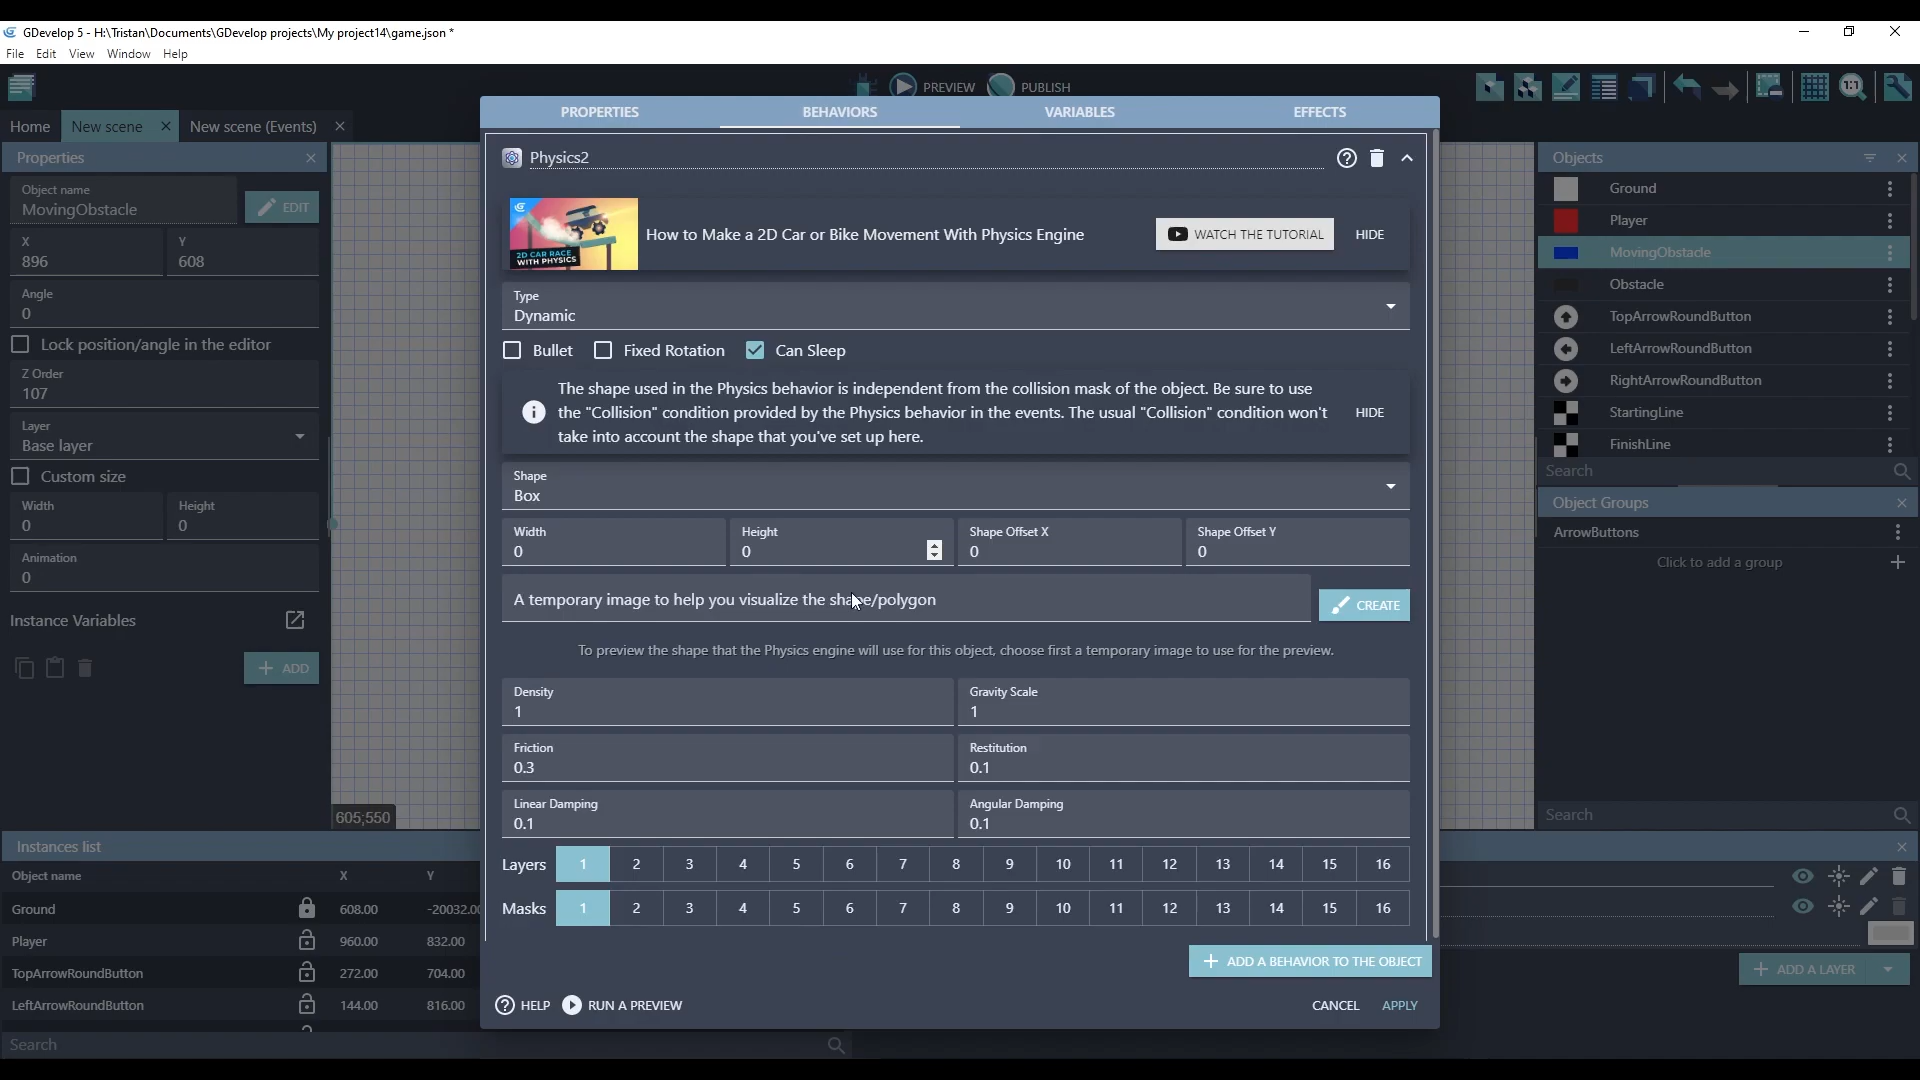 GDevelop 5 - H:\Tristan\Documents\GDevelop projects\My project14\game.json *
File Edit View Window Help
PREVIEW PUBLISH
1:1
Home New scene New scene (Events)
Properties
Object name
MovingObstacle
EDIT
X Y
896 608
Angle
0
Lock position/angle in the editor
Z Order
107
Layer
Base layer
Custom size
Width Height
0 0
Animation
0
Instance Variables
ADD
605;550
Instances list
Object name X Y
Ground 608.00 -20032.0
Player 960.00 832.00
TopArrowRoundButton 272.00 704.00
LeftArrowRoundButton 144.00 816.00
Search
PROPERTIES BEHAVIORS VARIABLES EFFECTS
Physics2
2D CAR RACE
WITH PHYSICS
How to Make a 2D Car or Bike Movement With Physics Engine
WATCH THE TUTORIAL HIDE
Type
Dynamic
Bullet Fixed Rotation Can Sleep
The shape used in the Physics behavior is independent from the collision mask of the object. Be sure to use
the "Collision" condition provided by the Physics behavior in the events. The usual "Collision" condition won't
take into account the shape that you've set up here.
HIDE
Shape
Box
Width Height Shape Offset X Shape Offset Y
0 0 0 0
A temporary image to help you visualize the shape/polygon
CREATE
To preview the shape that the Physics engine will use for this object, choose first a temporary image to use for the preview.
Density Gravity Scale
1 1
Friction Restitution
0.3 0.1
Linear Damping Angular Damping
0.1 0.1
Layers 1 2 3 4 5 6 7 8 9 10 11 12 13 14 15 16
Masks 1 2 3 4 5 6 7 8 9 10 11 12 13 14 15 16
ADD A BEHAVIOR TO THE OBJECT
HELP RUN A PREVIEW CANCEL APPLY
Objects
Ground
Player
MovingObstacle
Obstacle
TopArrowRoundButton
LeftArrowRoundButton
RightArrowRoundButton
StartingLine
FinishLine
Search
Object Groups
ArrowButtons
Click to add a group
Search
ADD A LAYER